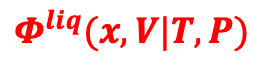 Φ^{liq}(x, V|T, P)